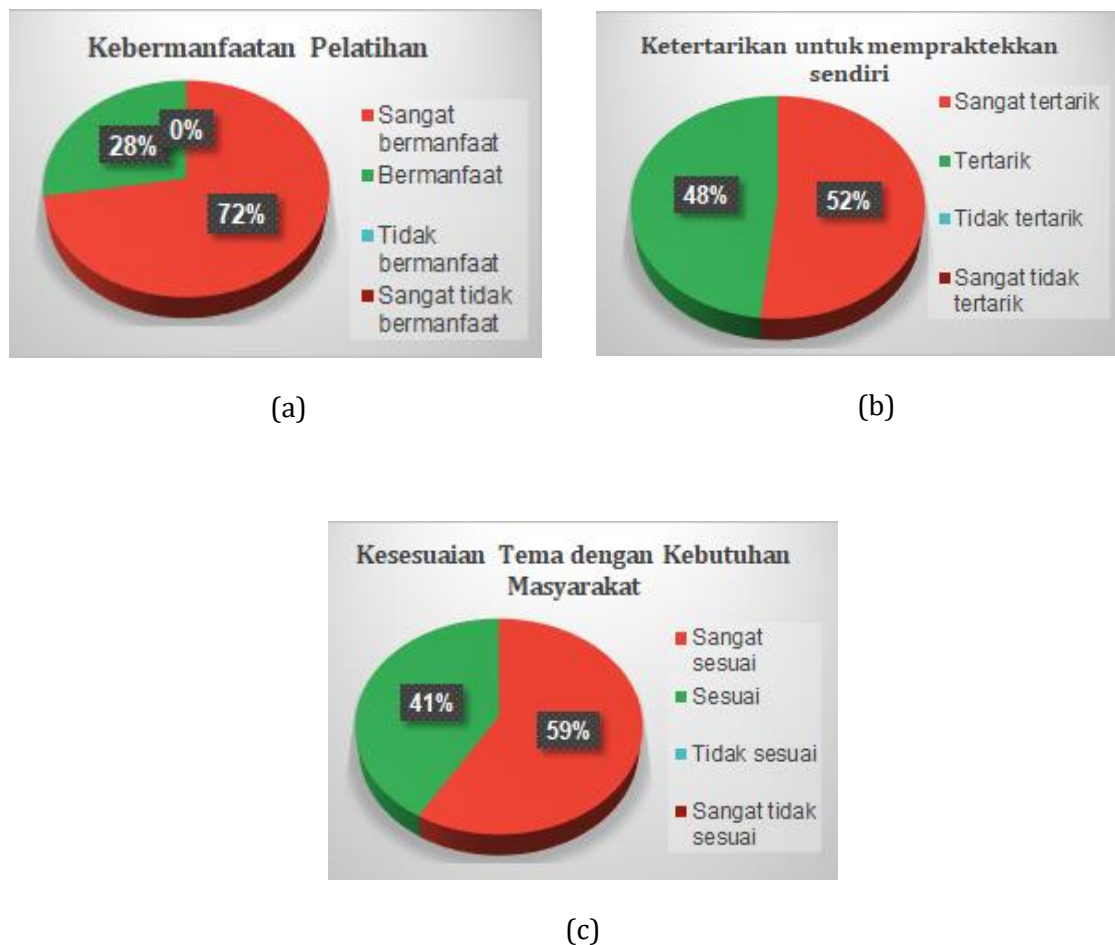 Kebermanfaatan Pelatihan
0%
28%
72%
Sangat
bermanfaat
Bermanfaat
Tidak
bermanfaat
Sangat tidak
bermanfaat
(a)
Ketertarikan untuk mempraktekkan
sendiri
48%
52%
Sangat tertarik
Tertarik
Tidak tertarik
Sangat tidak
tertarik
(b)
Kesesuaian Tema dengan Kebutuhan
Masyarakat
41%
59%
Sangat
sesuai
Sesuai
Tidak sesuai
Sangat tidak
sesuai
(c)